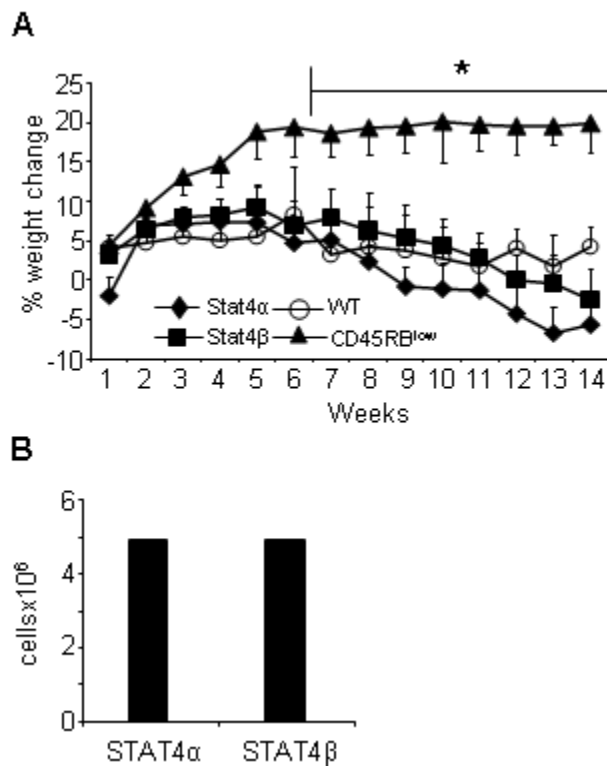 A
*
25
20
15
10
5
0
-5
-10
% weight change
Stat4α WT
Stat4β CD45RBlow
1 2 3 4 5 6 7 8 9 10 11 12 13 14
Weeks
B
6
4
2
0
cellsx10⁶
STAT4α STAT4β